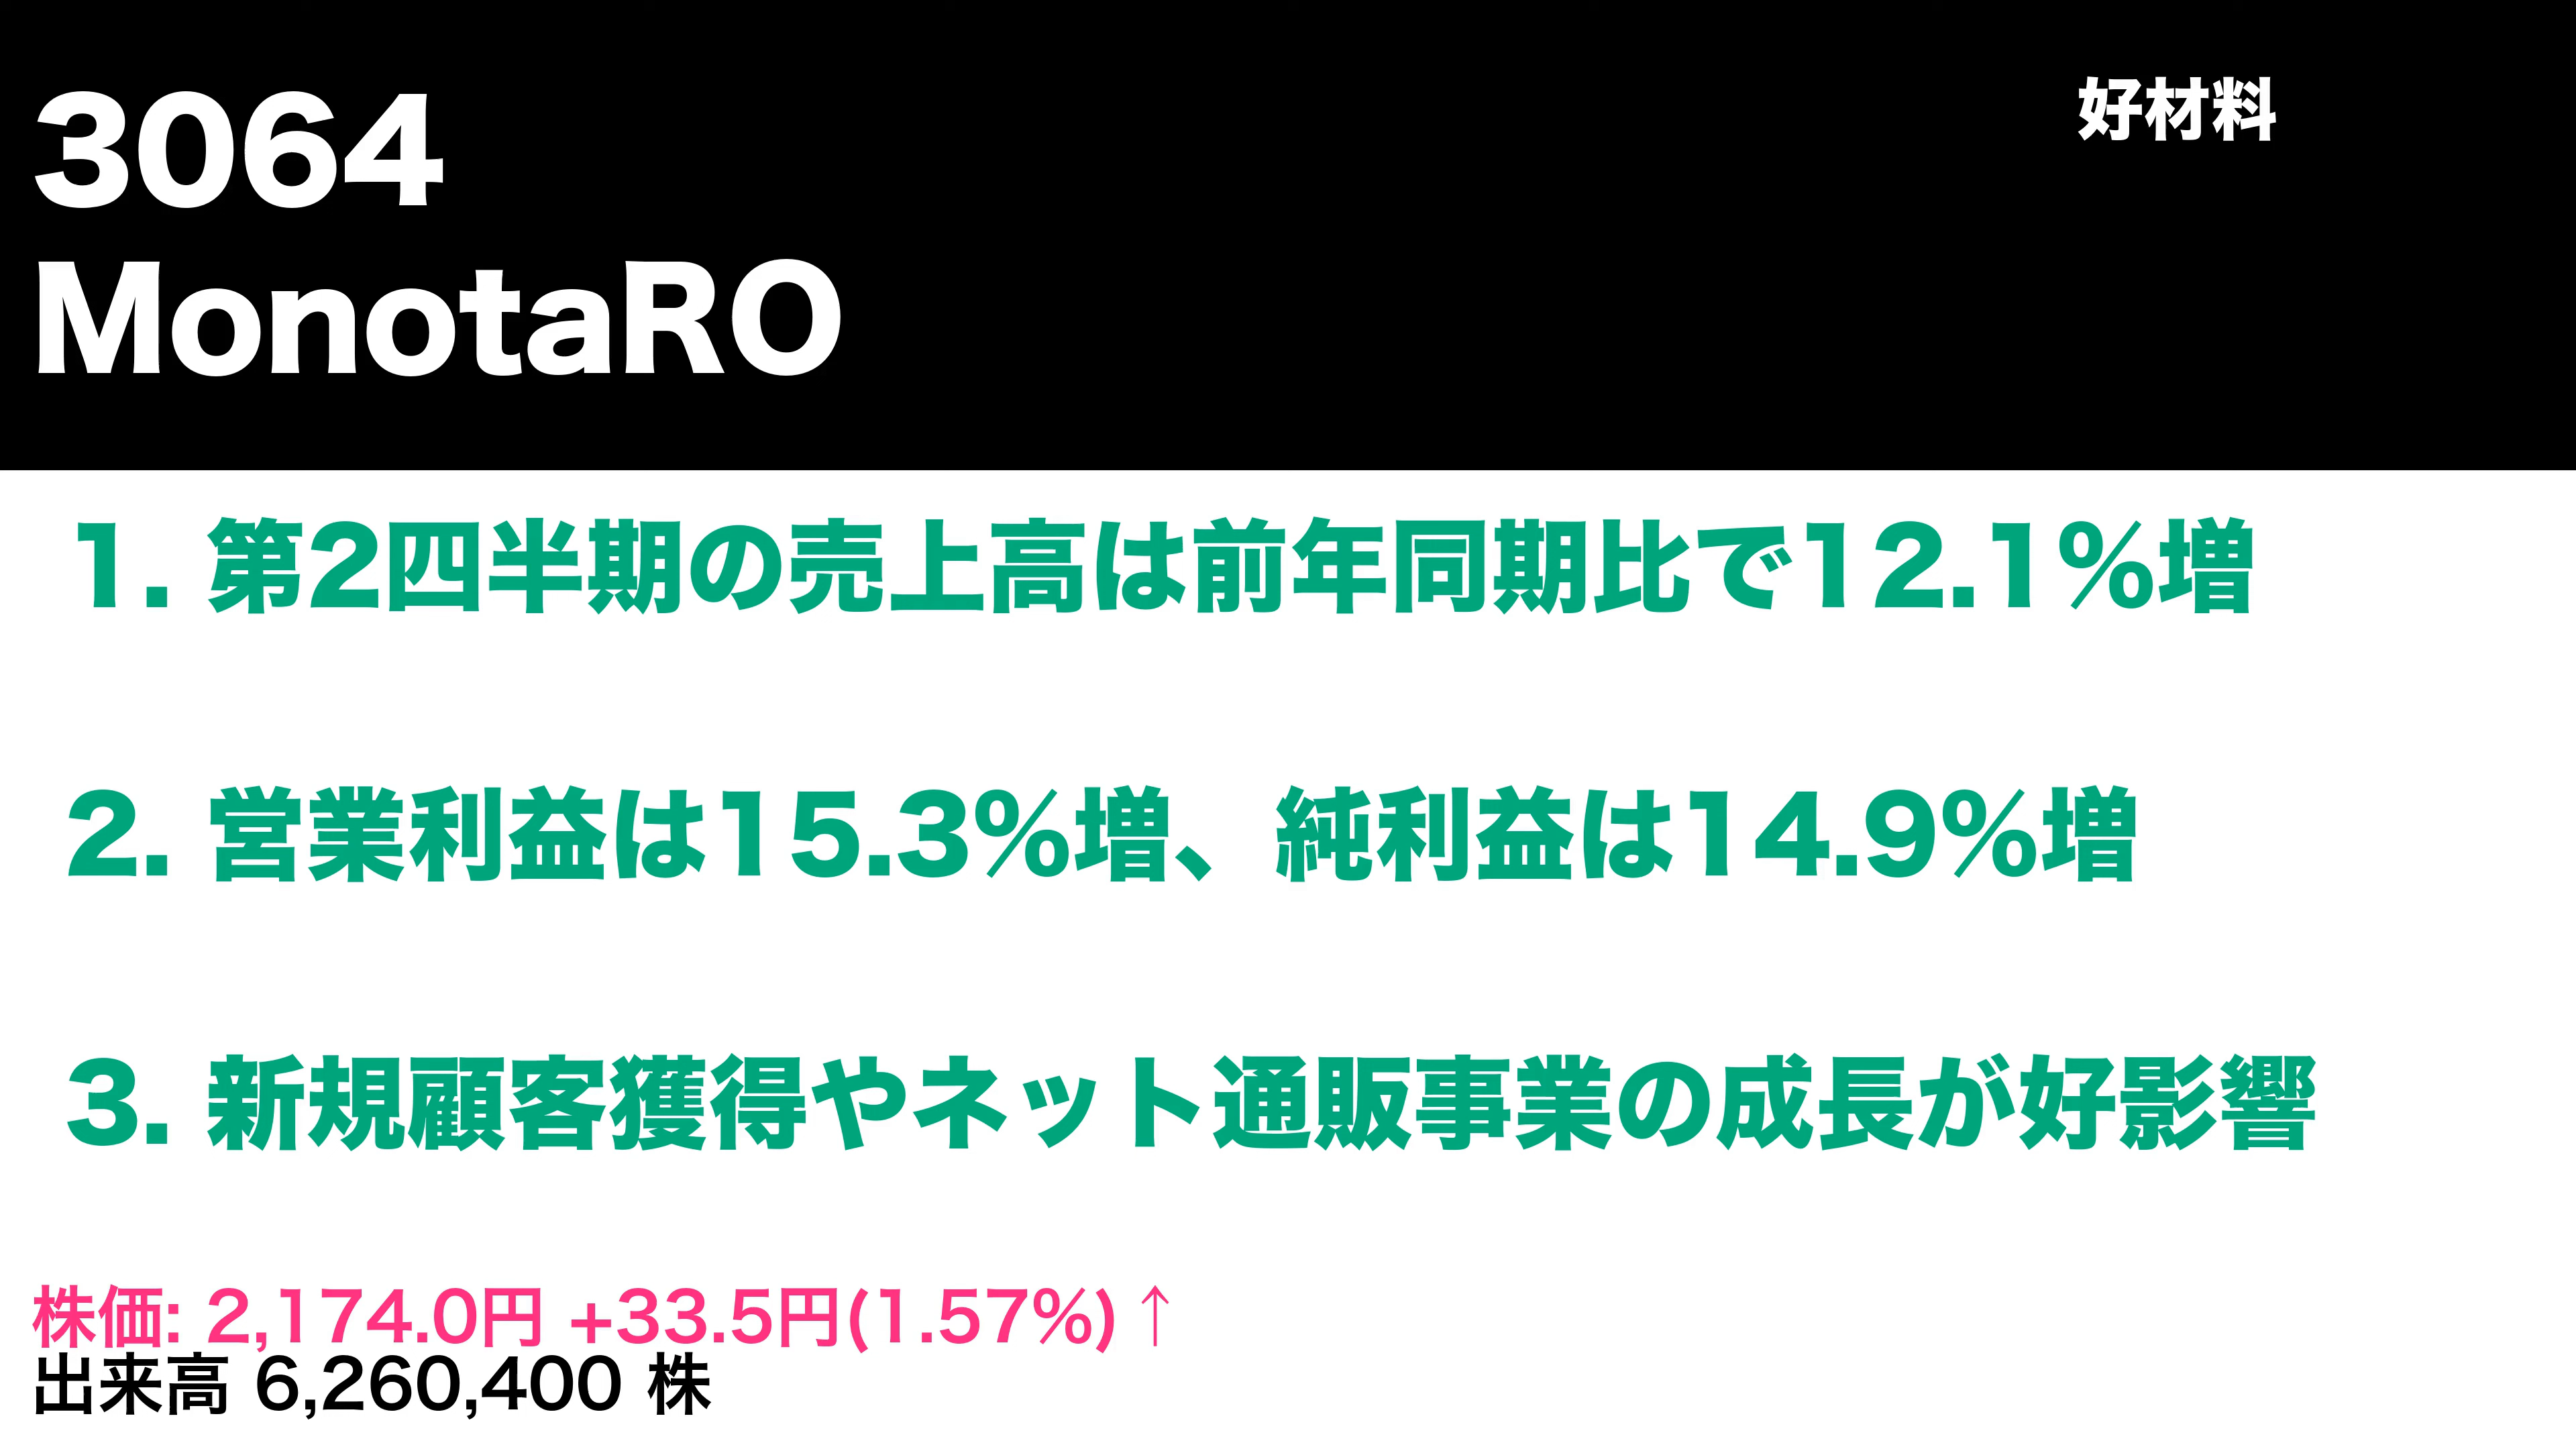 3064
好材料
MonotaRO
1. 第2四半期の売上高は前年同期比で12.1%増
2. 営業利益は15.3%増、純利益は14.9%増
3. 新規顧客獲得やネット通販事業の成長が好影響
株価: 2,174.0円 +33.5円(1.57%)↑
出来高 6,260,400 株